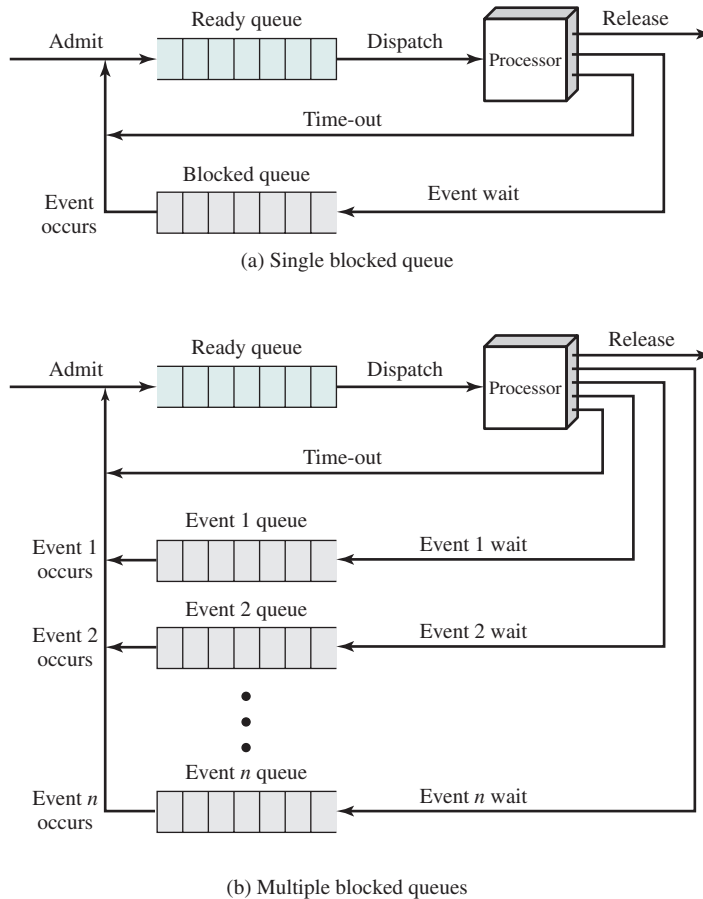 Ready queue
Release
Admit
Dispatch
Processor
Time-out
Blocked queue
Event
occurs
Event wait
(a) Single blocked queue
Ready queue
Release
Admit
Dispatch
Processor
Time-out
Event 1 queue
Event 1
occurs
Event 1 wait
Event 2 queue
Event 2
occurs
Event 2 wait
Event n queue
Event n
occurs
Event n wait
(b) Multiple blocked queues